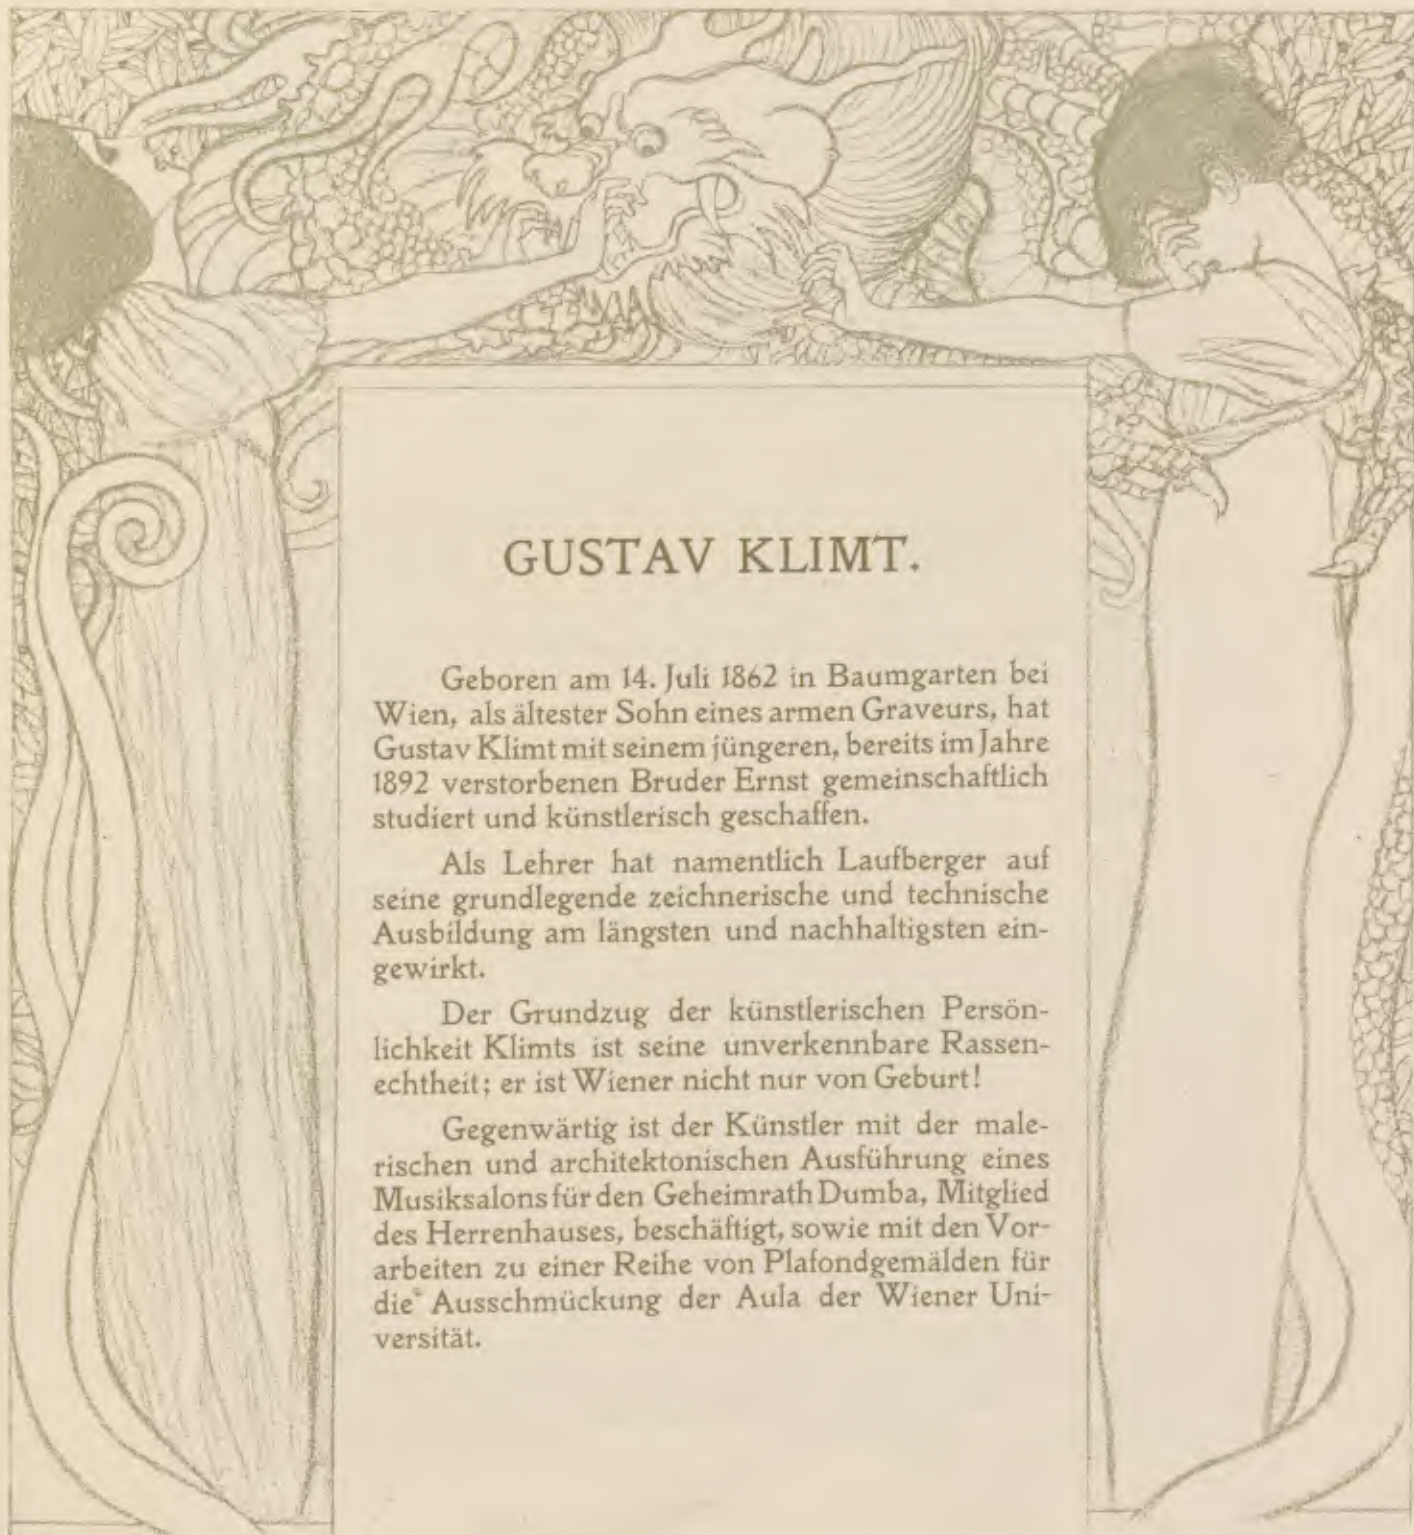 GUSTAV KLIMT.
Geboren am 14. Juli 1862 in Baumgarten bei
Wien, als ältester Sohn eines armen Graveurs, hat
Gustav Klimt mit seinem jüngeren, bereits im Jahre
1892 verstorbenen Bruder Ernst gemeinschaftlich
studiert und künstlerisch geschaffen.
Als Lehrer hat namentlich Laufberger auf
seine grundlegende zeichnerische und technische
Ausbildung am längsten und nachhaltigsten ein-
gewirkt.
Der Grundzug der künstlerischen Persön-
lichkeit Klimts ist seine unverkennbare Rassen-
echtheit; er ist Wiener nicht nur von Geburt!
Gegenwärtig ist der Künstler mit der male-
rischen und architektonischen Ausführung eines
Musiksalons für den Geheimrath Dumba, Mitglied
des Herrenhauses, beschäftigt, sowie mit den Vor-
arbeiten zu einer Reihe von Plafondgemälden für
die Ausschmückung der Aula der Wiener Uni-
versität.